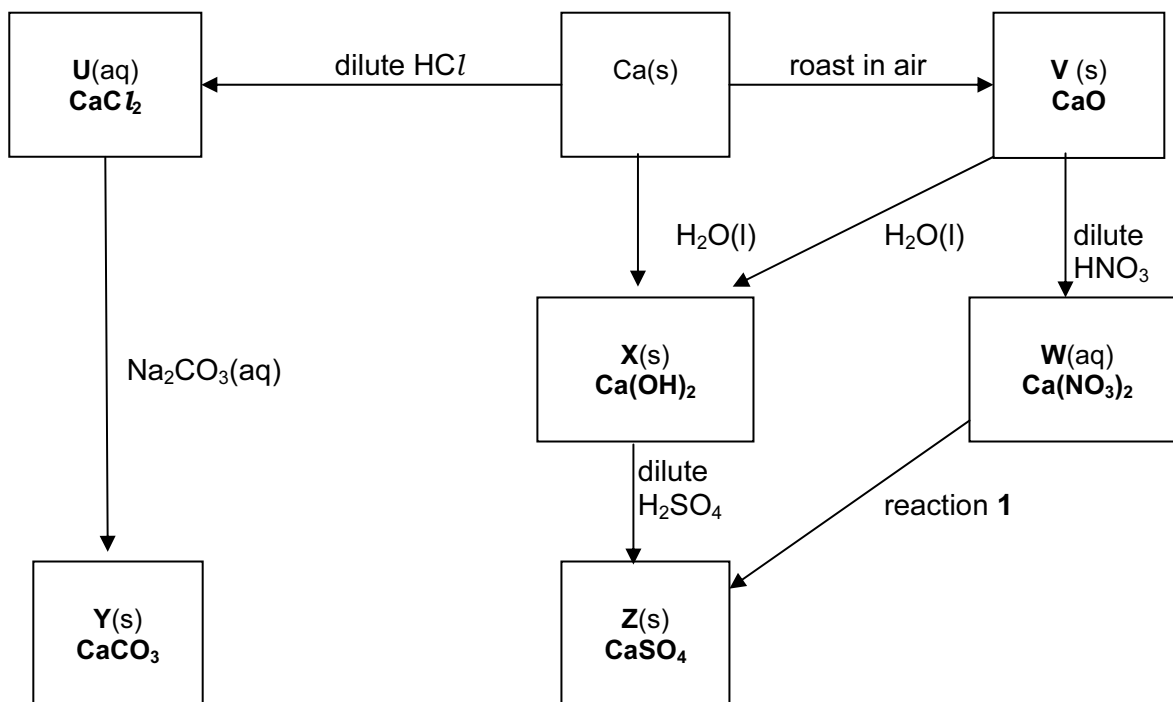 U(aq)
CaCl₂
dilute HCl
Ca(s)
roast in air
V (s)
CaO
H₂O(l)
H₂O(l)
dilute
HNO₃
Na₂CO₃(aq)
X(s)
Ca(OH)₂
W(aq)
Ca(NO₃)₂
dilute
H₂SO₄
reaction 1
Y(s)
CaCO₃
Z(s)
CaSO₄